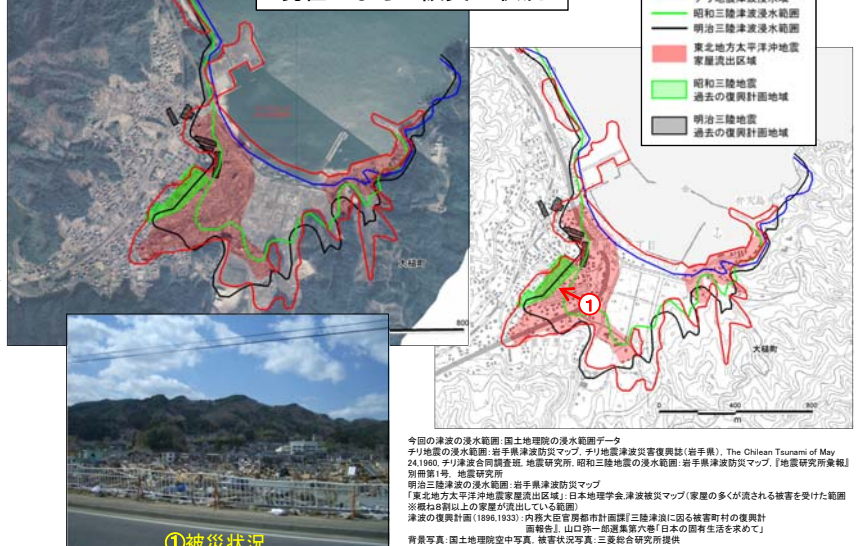 チリ地震津波浸水域
昭和三陸津波浸水範囲
明治三陸津波浸水範囲
東北地方太平洋沖地震
家屋流出区域
昭和三陸地震
過去の復興計画地域
明治三陸地震
過去の復興計画地域
大槌町
800
弁天島
丁目
①
大槌町
0 400 800
m
①被災状況
今回の津波の浸水範囲:国土地理院の浸水範囲データ
チリ地震の浸水範囲:岩手県津波防災マップ, チリ地震津波災害復興誌(岩手県), The Chilean Tsunami of May
24,1960, チリ津波合同調査班, 地震研究所, 昭和三陸地震の浸水範囲:岩手県津波防災マップ,『地震研究所彙報』
別冊第1号, 地震研究所
明治三陸津波の浸水範囲:岩手県津波防災マップ
「東北地方太平洋沖地震家屋流出区域」:日本地理学会,津波被災マップ(家屋の多くが流される被害を受けた範囲
※概ね8割以上の家屋が流出している範囲)
津波の復興計画(1896,1933):内務大臣官房都市計画課『三陸津浪に因る被害町村の復興計
画報告』, 山口弥一郎選集第六巻「日本の固有生活を求めて」
背景写真:国土地理院空中写真, 被害状況写真:三菱総合研究所提供